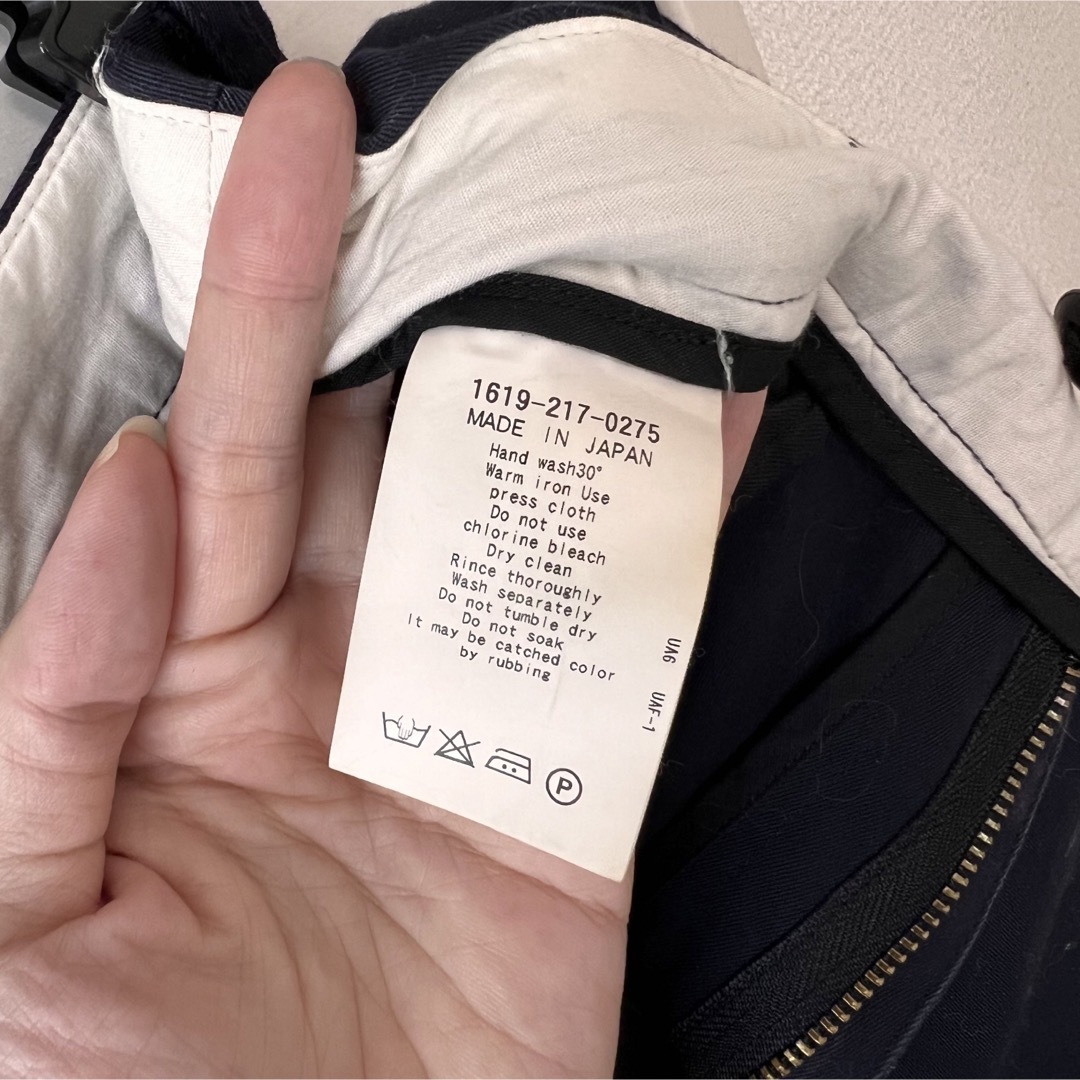 1619-217-0275
MADE IN JAPAN
Hand wash30°
Warm iron Use
press cloth
Do not use
chlorine bleach
Dry clean
Rince thoroughly
Wash separately
Do not tumble dry
Do not soak
It may be catched color
by rubbing
UA6 UAF-1
P